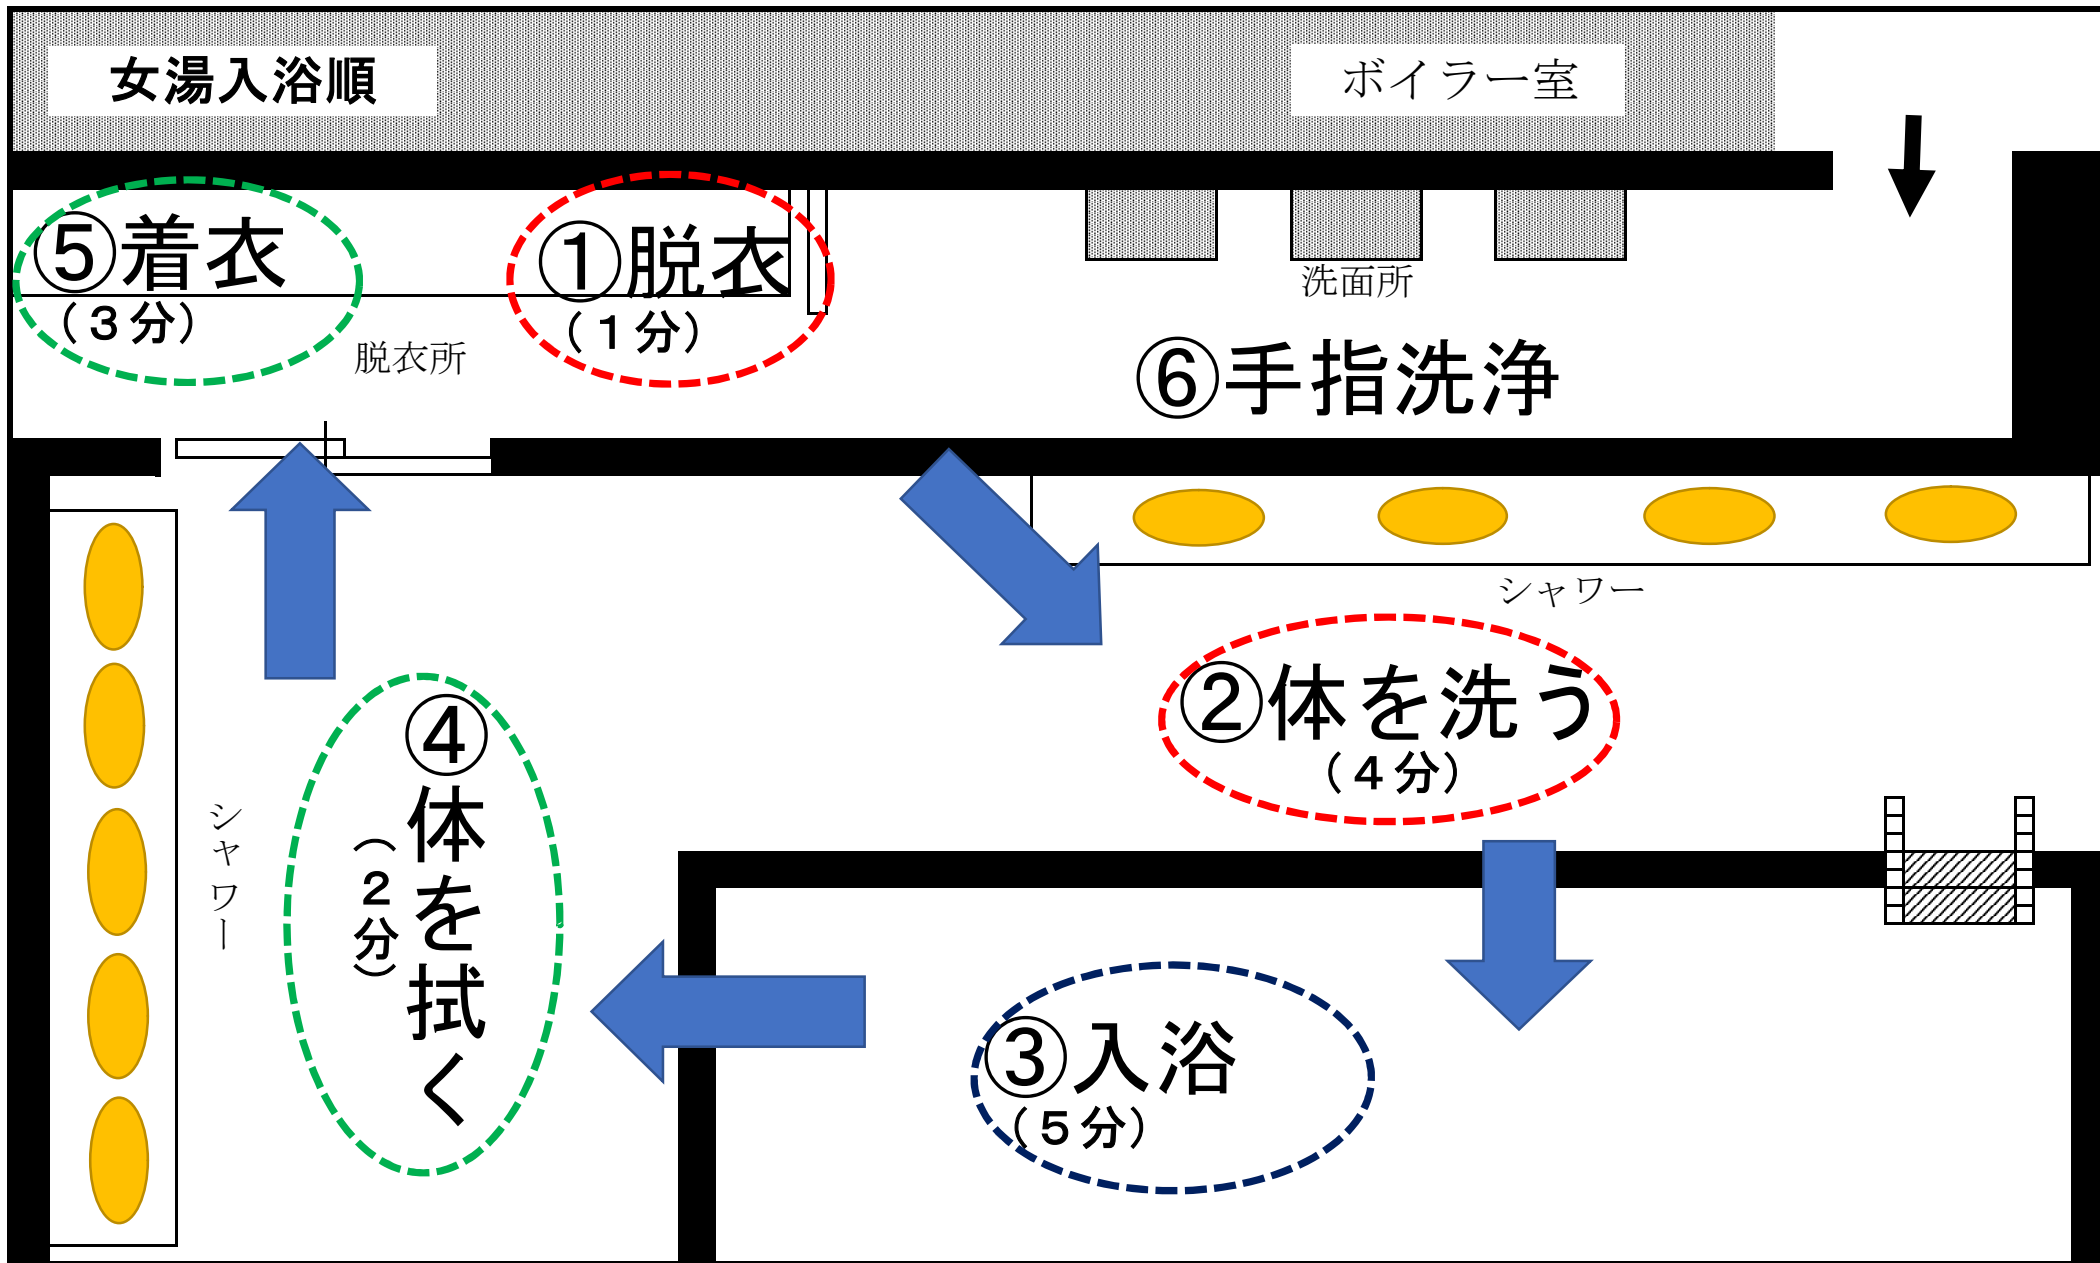 女湯入浴順
ボイラー室
⑤着衣
（３分）
①脱衣
（１分）
脱衣所
洗面所
⑥手指洗浄
シャワー
②体を洗う
（４分）
④体を拭く
（２分）
シャワー
③入浴
（５分）